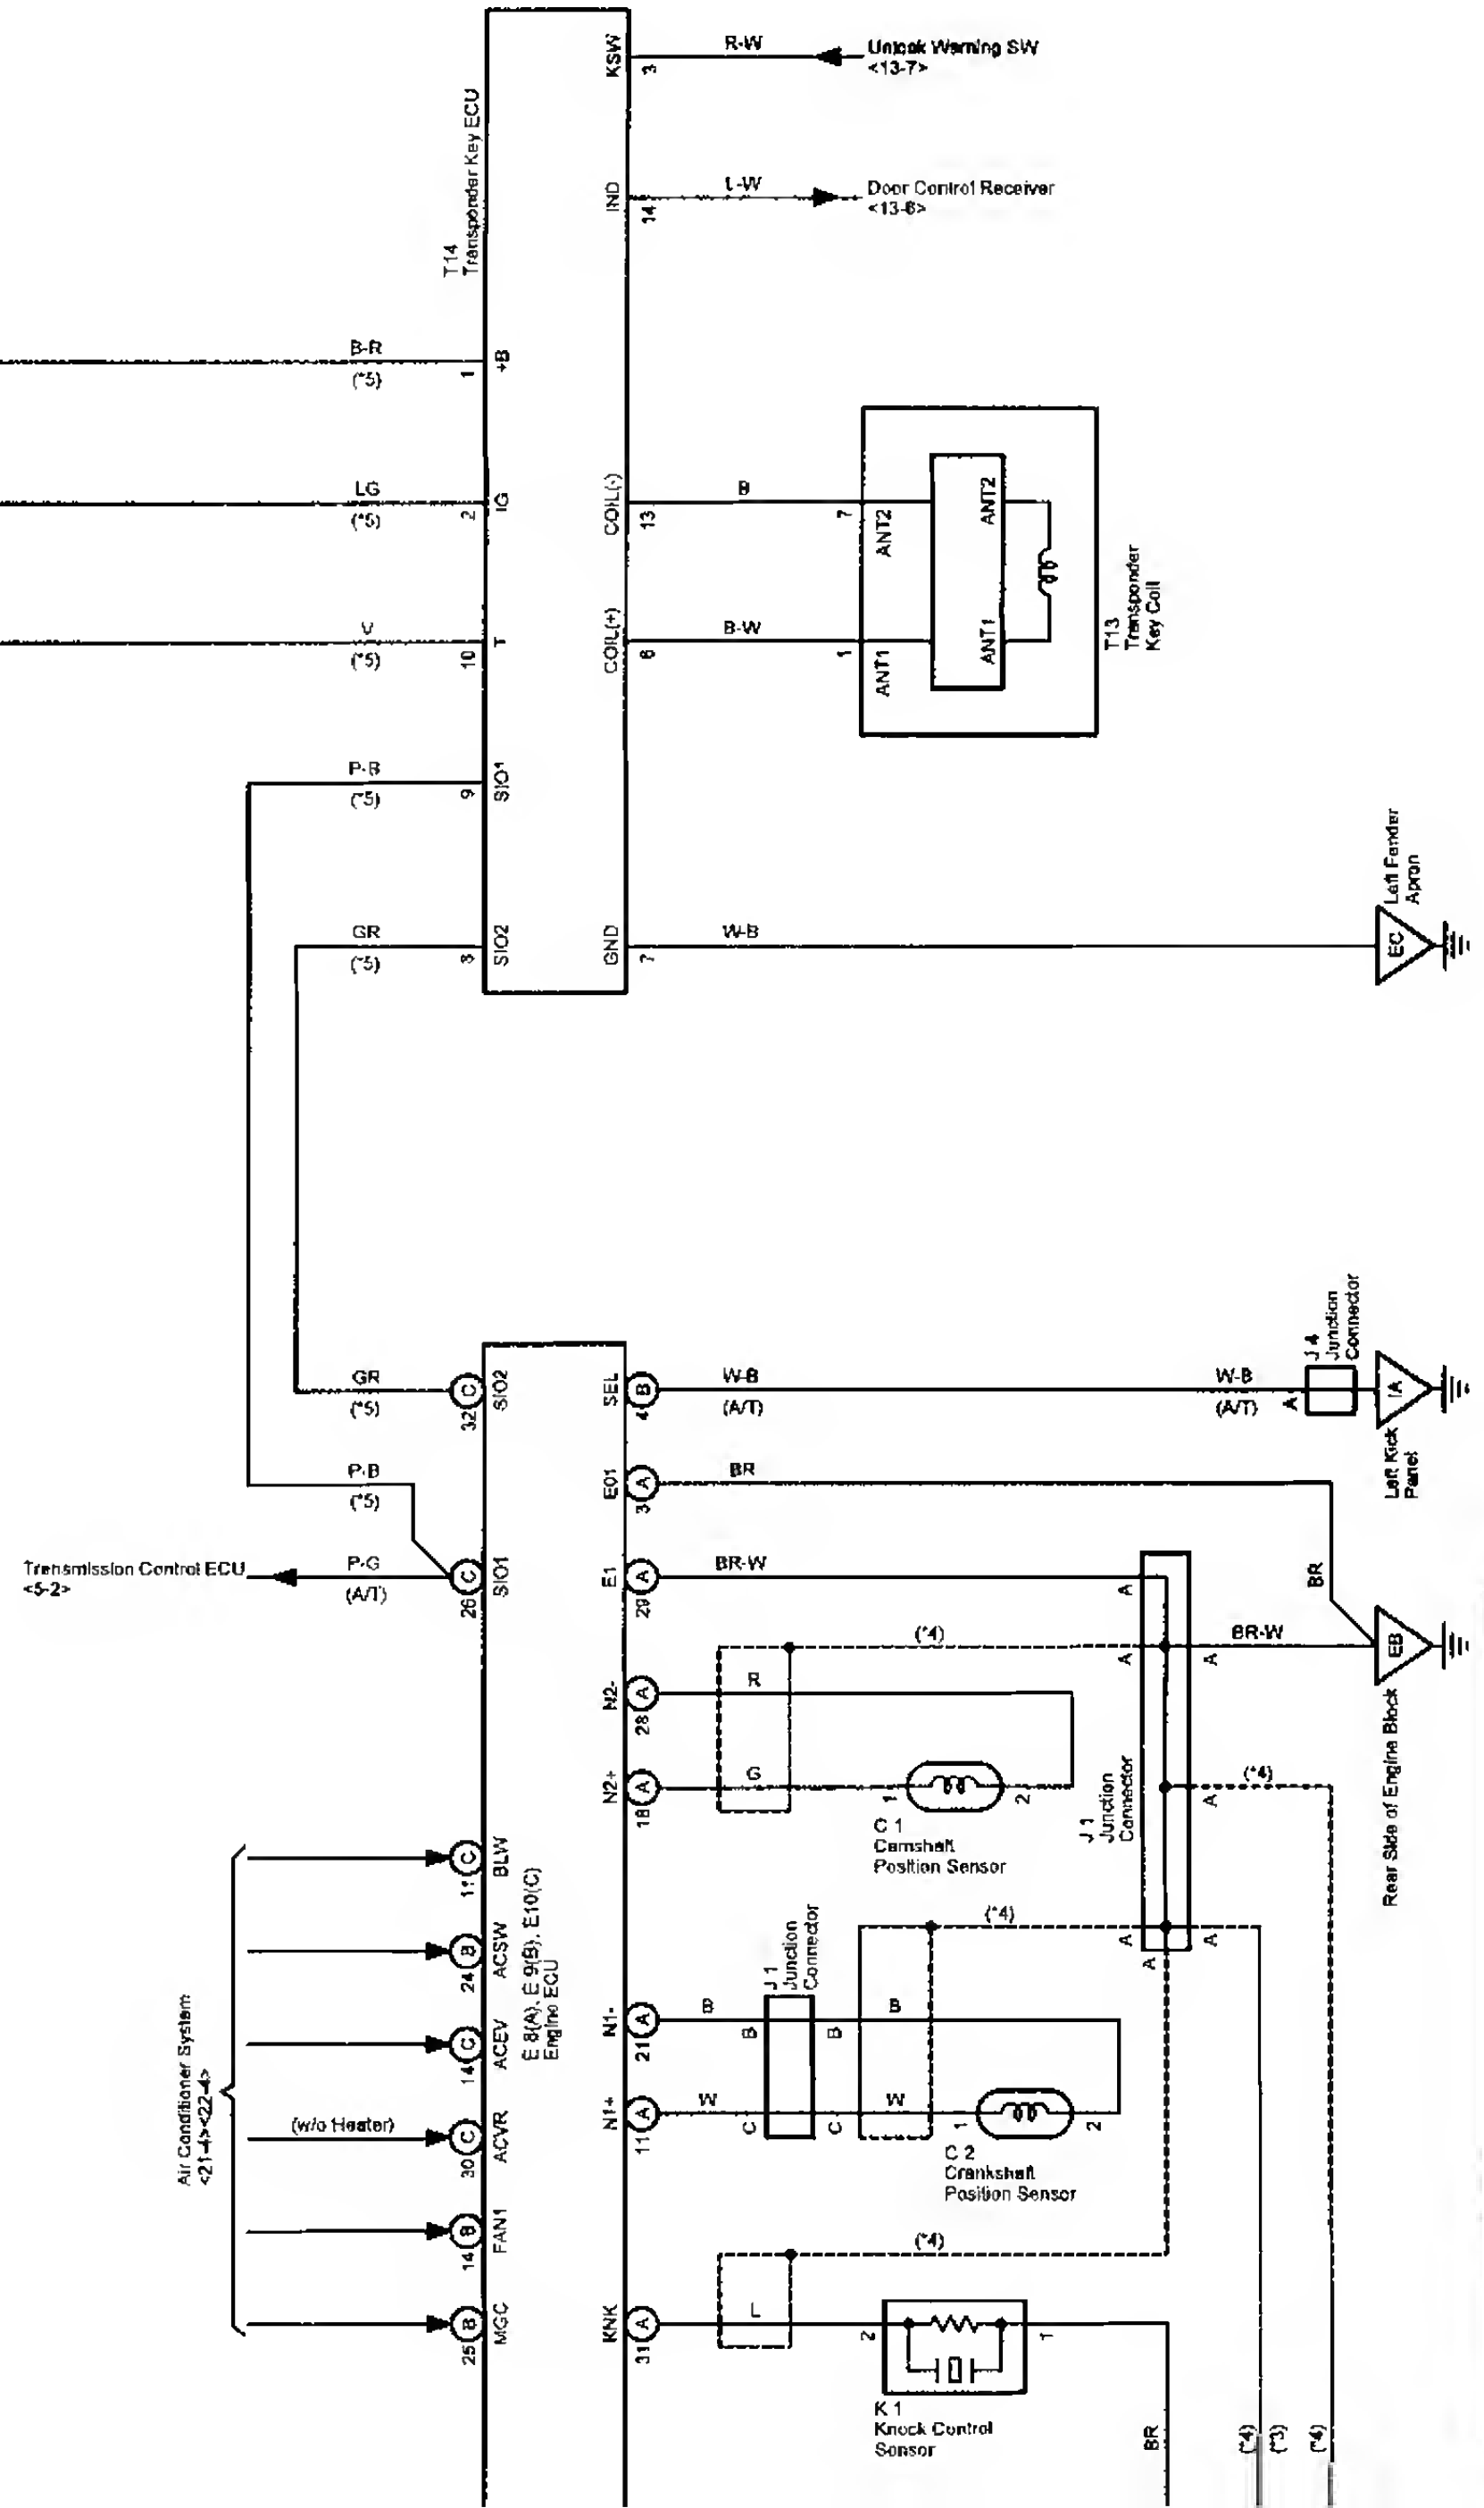 KSW
3
R-W
Unlock Warning SW
<13-7>
T14
Transponder Key ECU
IND
14
L-W
Door Control Receiver
<13-6>
B-R
(*5)
1
+B
LG
(*5)
2
IG
COIL(-)
13
B
7
ANT2
ANT2
V
(*5)
10
T
COIL(+)
6
B-W
1
ANT1
ANT1
T13
Transponder
Key Coil
P-B
(*5)
9
SIO1
GR
(*5)
8
SIO2
GND
7
W-B
EC
Left Fender
Apron
GR
(*5)
32
C
SIO2
SEL
4
B
W-B
(A/T)
W-B
(A/T)
A
J 4
Junction
Connector
IA
Left Kick
Panel
P-B
(*5)
E01
3
A
BR
Transmission Control ECU
<5-2>
P-G
(A/T)
26
C
SIO1
E1
29
A
BR-W
A
BR
(*4)
A
A
BR-W
EB
Rear Side of Engine Block
N2-
28
A
R
N2+
18
A
G
1
2
C 1
Camshaft
Position Sensor
J 1
Junction
Connector
A
(*4)
Air Conditioner System
<21-4><22-4>
11
C
BLW
24
B
ACSW
14
C
ACEV
(w/o Heater)
30
C
ACVR
14
B
FAN1
25
B
MGC
E 8(A), E 9(B), E10(C)
Engine ECU
J 1
Junction
Connector
(*4)
A
A
A
N1-
21
A
B
B
B
B
N1+
11
A
W
C
C
W
1
2
C 2
Crankshaft
Position Sensor
(*4)
KNK
31
A
L
2
1
K 1
Knock Control
Sensor
BR
(*4)
(*3)
(*4)